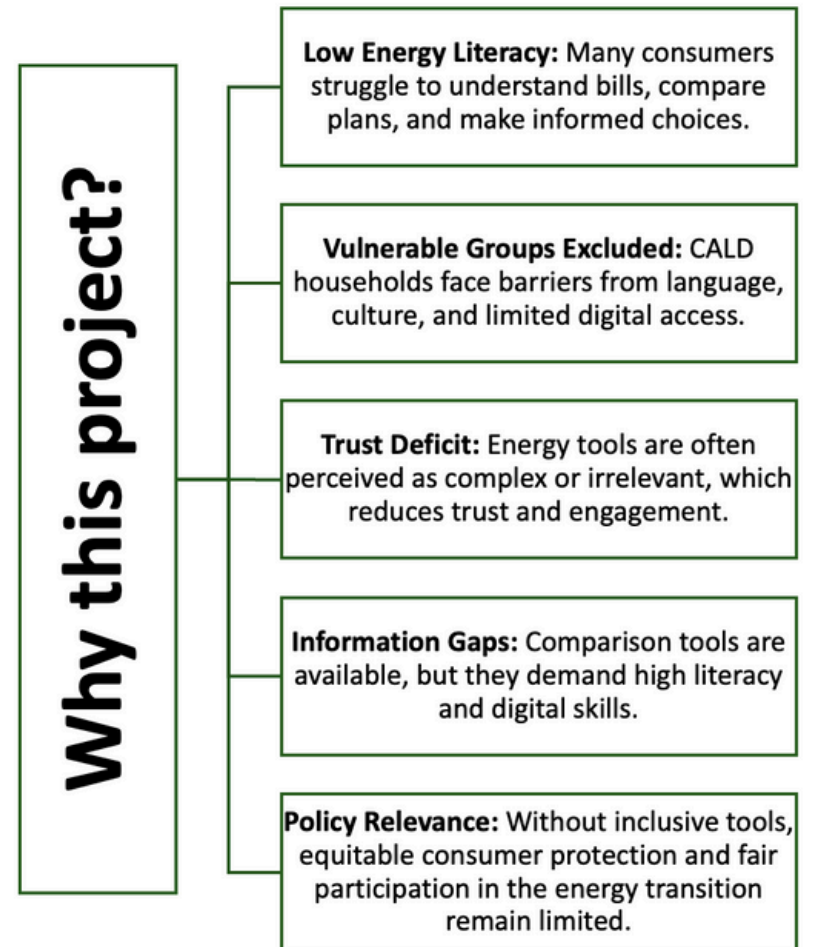 Why this project?
Low Energy Literacy: Many consumers
struggle to understand bills, compare
plans, and make informed choices.
Vulnerable Groups Excluded: CALD
households face barriers from language,
culture, and limited digital access.
Trust Deficit: Energy tools are often
perceived as complex or irrelevant, which
reduces trust and engagement.
Information Gaps: Comparison tools are
available, but they demand high literacy
and digital skills.
Policy Relevance: Without inclusive tools,
equitable consumer protection and fair
participation in the energy transition
remain limited.